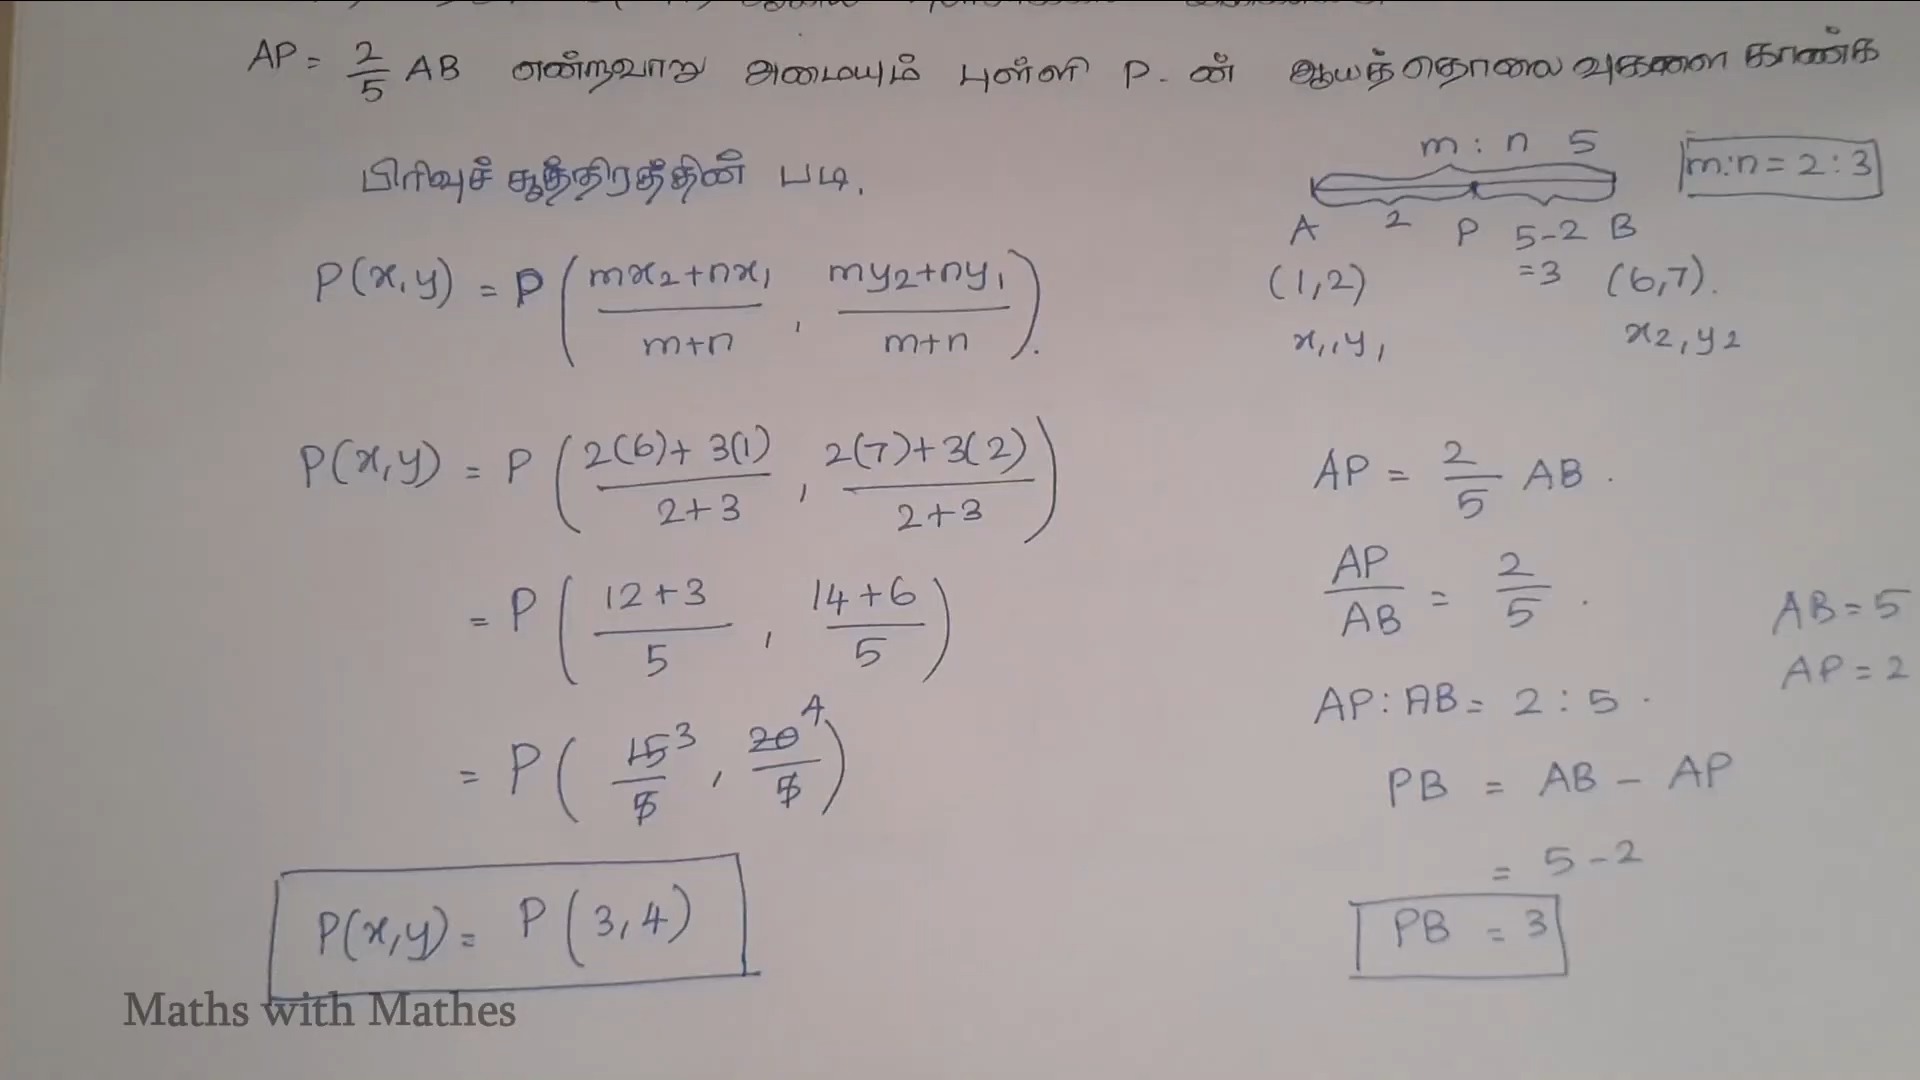 AP = 2/5 AB என்றவாறு அமையும் புள்ளி P. ன் ஆயத்தொலைவுகளை காண்க
பிரிவுச் சூத்திரத்தின் படி.
P(x,y) = P ( (mx2+nx1)/(m+n) , (my2+ny1)/(m+n) ).
P(x,y) = P ( (2(6)+3(1))/(2+3) , (2(7)+3(2))/(2+3) )
= P ( (12+3)/5 , (14+6)/5 )
= P ( 15/5 3 , 20/5 4 )
P(x,y) = P (3,4)
m : n 5
m:n = 2:3
A 2 P 5-2 B
(1,2) =3 (6,7).
x1,y1 x2,y2
AP = 2/5 AB .
AP/AB = 2/5 .
AB = 5
AP = 2
AP : AB = 2 : 5 .
PB = AB - AP
= 5 - 2
PB = 3
Maths with Mathes